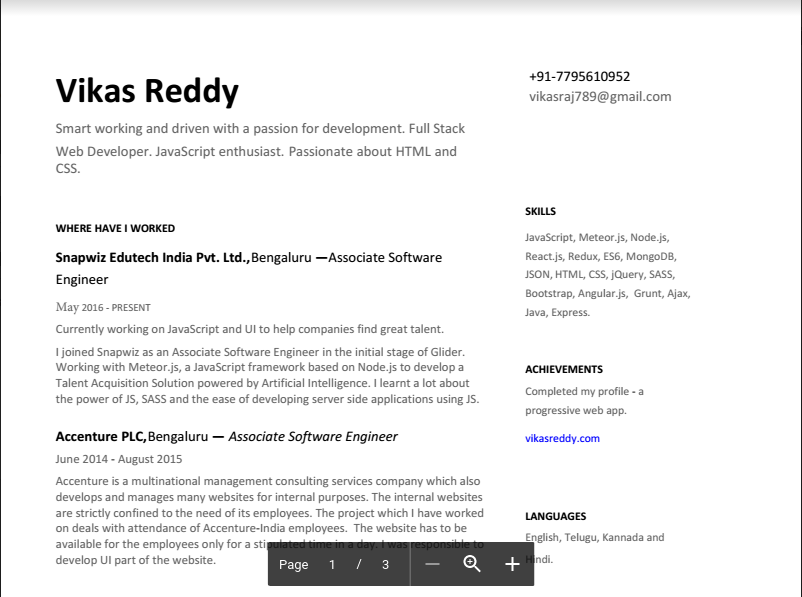 Vikas Reddy
Smart working and driven with a passion for development. Full Stack
Web Developer. JavaScript enthusiast. Passionate about HTML and
CSS.
+91-7795610952
vikasraj789@gmail.com
WHERE HAVE I WORKED
Snapwiz Edutech India Pvt. Ltd.,Bengaluru —Associate Software
Engineer
May 2016 - PRESENT
Currently working on JavaScript and UI to help companies find great talent.
I joined Snapwiz as an Associate Software Engineer in the initial stage of Glider.
Working with Meteor.js, a JavaScript framework based on Node.js to develop a
Talent Acquisition Solution powered by Artificial Intelligence. I learnt a lot about
the power of JS, SASS and the ease of developing server side applications using JS.
Accenture PLC,Bengaluru — Associate Software Engineer
June 2014 - August 2015
Accenture is a multinational management consulting services company which also
develops and manages many websites for internal purposes. The internal websites
are strictly confined to the need of its employees. The project which I have worked
on deals with attendance of Accenture-India employees. The website has to be
available for the employees only for a stipulated time in a day. I was responsible to
develop UI part of the website.
SKILLS
JavaScript, Meteor.js, Node.js,
React.js, Redux, ES6, MongoDB,
JSON, HTML, CSS, jQuery, SASS,
Bootstrap, Angular.js, Grunt, Ajax,
Java, Express.
ACHIEVEMENTS
Completed my profile - a
progressive web app.
vikasreddy.com
LANGUAGES
English, Telugu, Kannada and
Hindi.
Page 1 / 3